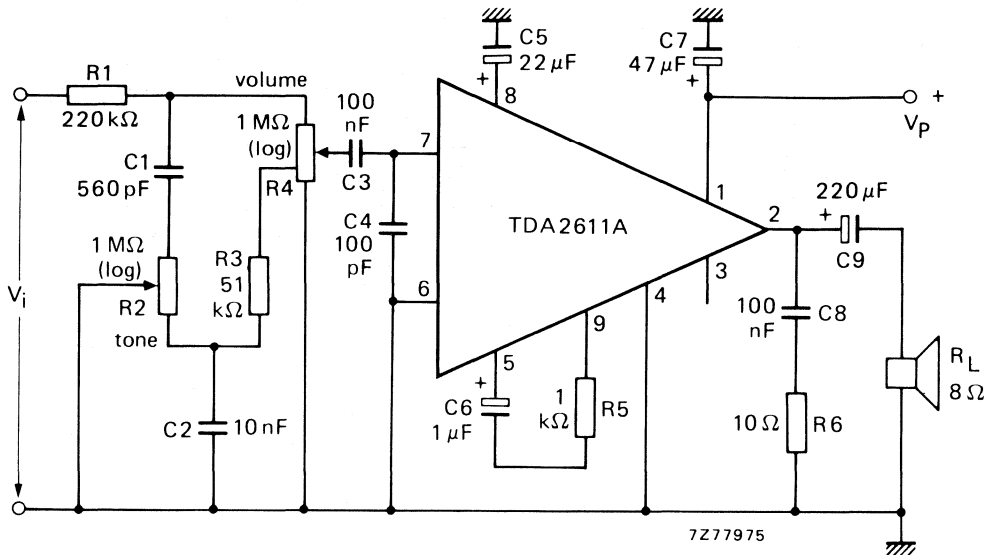 R1
220 kΩ
volume
1 MΩ
(log)
R4
C1
560 pF
1 MΩ
(log)
R2
tone
R3
51
kΩ
C2
10 nF
Vi
100
nF
C3
C4
100
pF
C5
22 μF
+
8
7
6
TDA2611A
5
9
+
C6
1 μF
1
kΩ
R5
4
3
1
2
C7
47 μF
+
+
VP
220 μF
+
C9
100
nF
C8
10 Ω
R6
RL
8 Ω
7Z77975